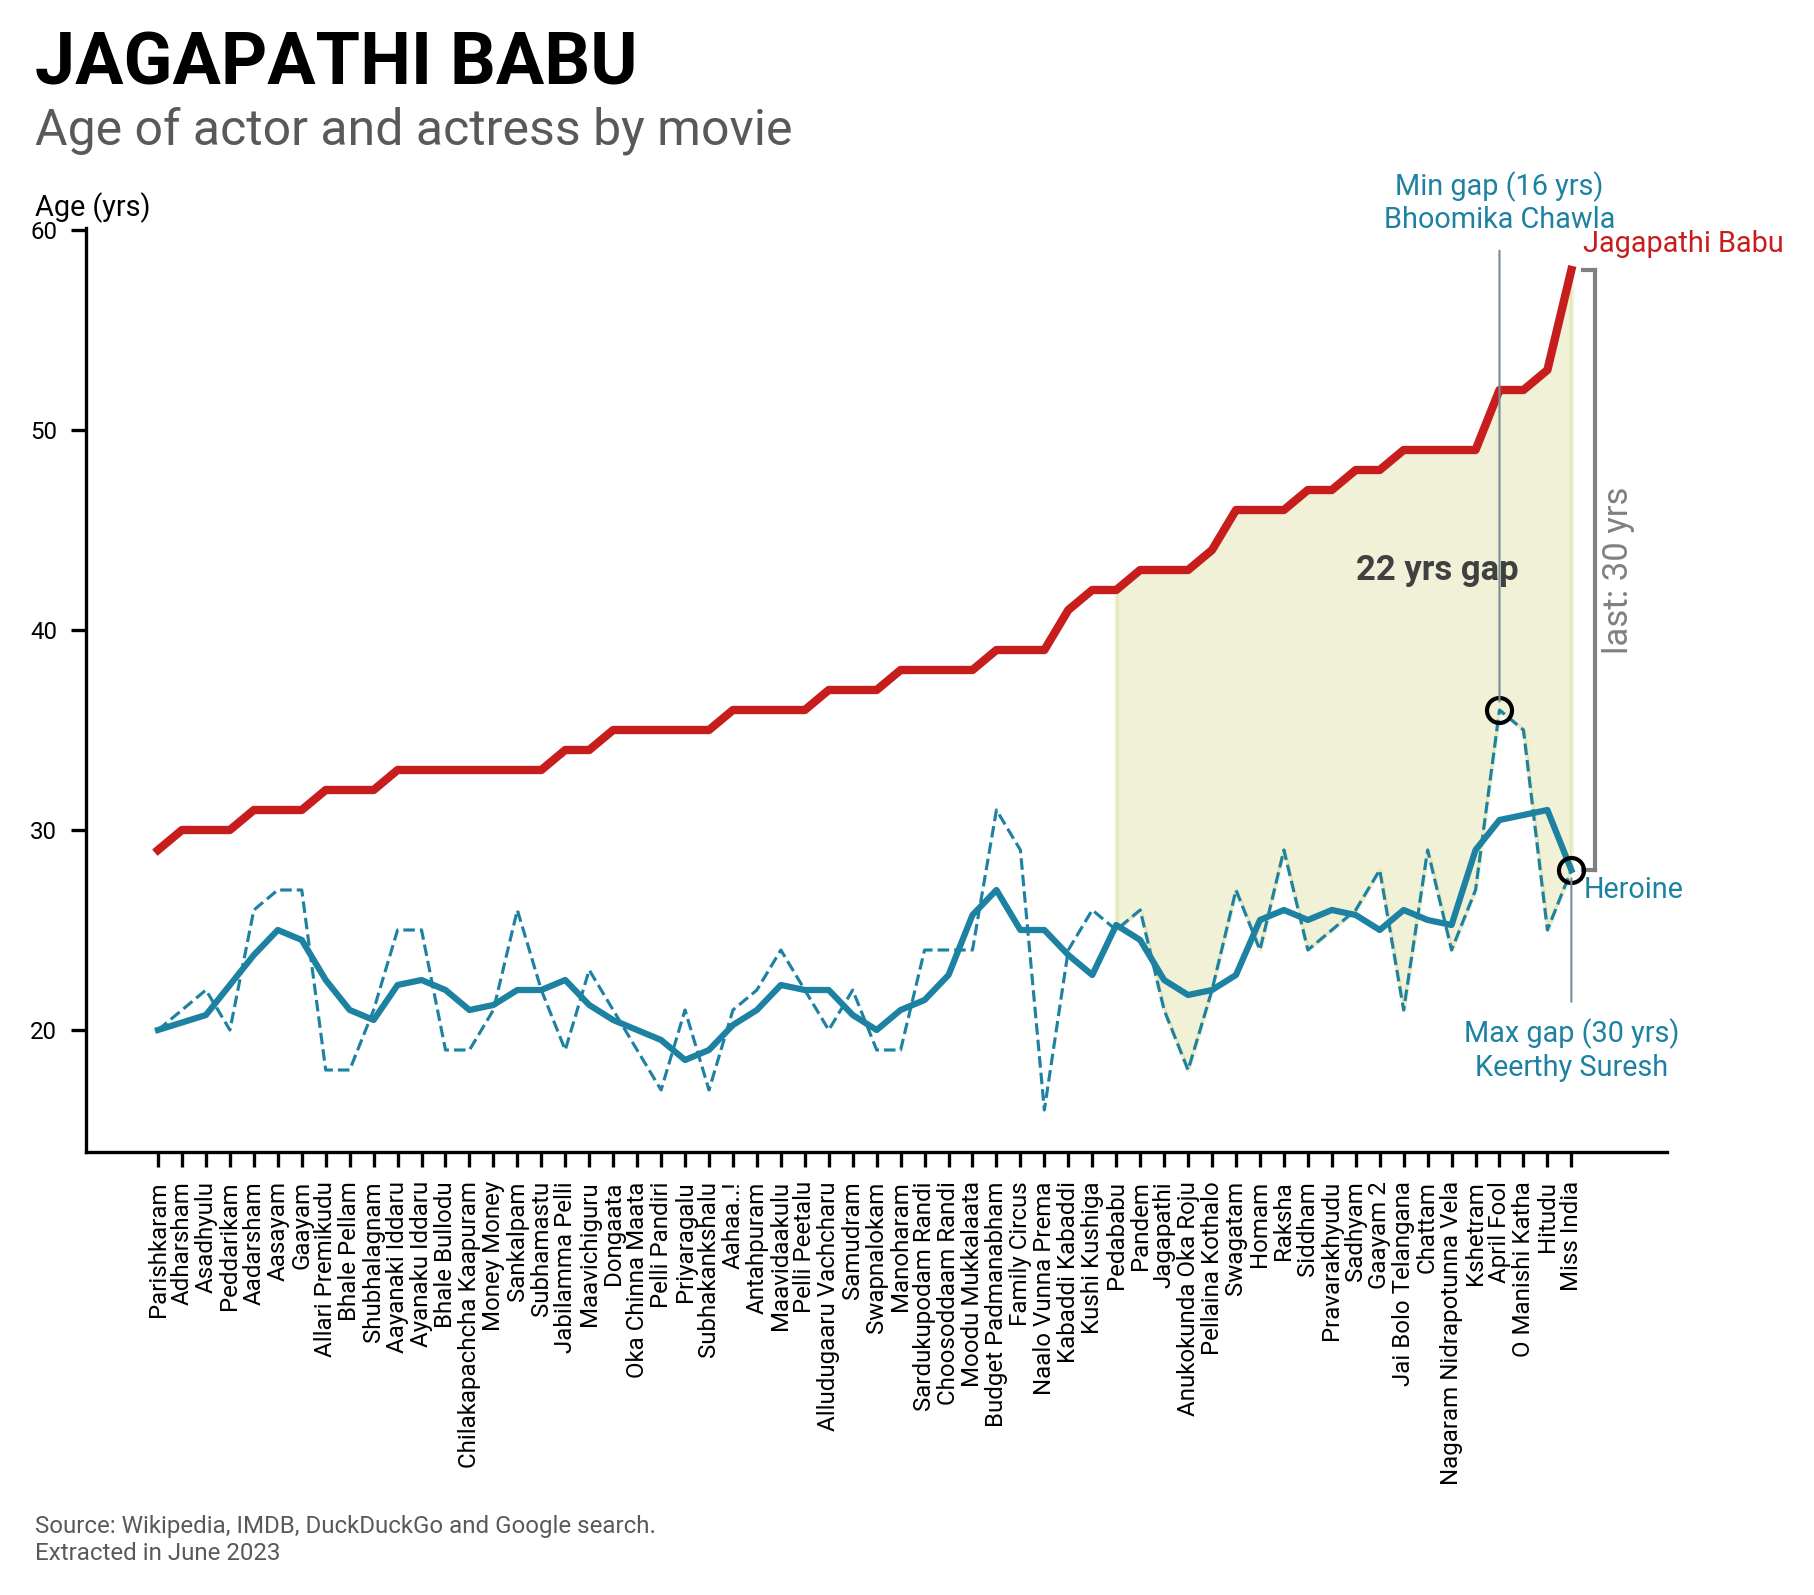 JAGAPATHI BABU
Age of actor and actress by movie
Age (yrs)
Min gap (16 yrs)
Bhoomika Chawla
Jagapathi Babu
60
50
40
30
20
22 yrs gap
last: 30 yrs
Heroine
Max gap (30 yrs)
Keerthy Suresh
Parishkaram
Adharsham
Asadhyulu
Peddarikam
Aadarsham
Aasayam
Gaayam
Allari Premikudu
Bhale Pellam
Shubhalagnam
Aayanaki Iddaru
Ayanaku Iddaru
Bhale Bullodu
Chilakapachcha Kaapuram
Money Money
Sankalpam
Subhamastu
Jabilamma Pelli
Maavichiguru
Dongaata
Oka Chinna Maata
Pelli Pandiri
Priyaragalu
Subhakankshalu
Aahaa..!
Antahpuram
Maavidaakulu
Pelli Peetalu
Alludugaaru Vachcharu
Samudram
Swapnalokam
Manoharam
Sardukupodam Randi
Choosoddaam Randi
Moodu Mukkalaata
Budget Padmanabham
Family Circus
Naalo Vunna Prema
Kabaddi Kabaddi
Kushi Kushiga
Pedababu
Pandem
Jagapathi
Anukokunda Oka Roju
Pellaina Kothalo
Swagatam
Homam
Raksha
Siddham
Pravarakhyudu
Sadhyam
Gaayam 2
Jai Bolo Telangana
Chattam
Nagaram Nidrapotunna Vela
Kshetram
April Fool
O Manishi Katha
Hitudu
Miss India
Source: Wikipedia, IMDB, DuckDuckGo and Google search.
Extracted in June 2023